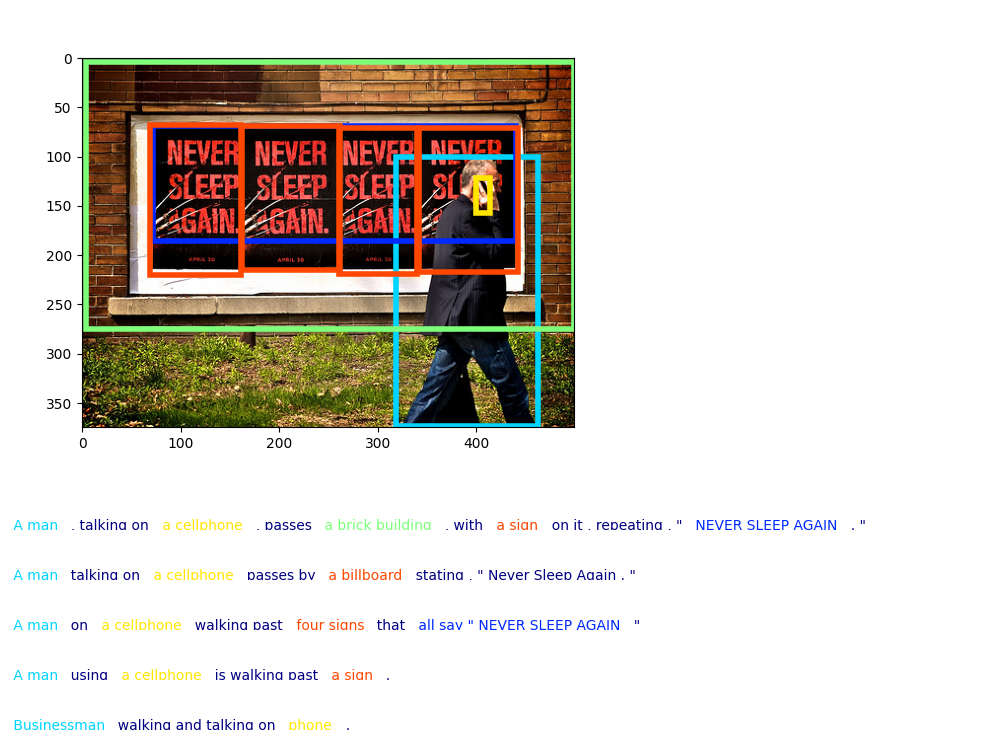 0
50
100
150
200
250
300
350
NEVER NEVER NEVER NEVER
SLEEP SLEEP SLEEP
AGAIN. AGAIN. AGAIN.
APRIL 30 APRIL 30 APRIL 30
0 100 200 300 400
A man , talking on a cellphone , passes a brick building , with a sign on it , repeating , " NEVER SLEEP AGAIN . "
A man talking on a cellphone passes by a billboard stating , " Never Sleep Again . "
A man on a cellphone walking past four signs that all say " NEVER SLEEP AGAIN "
A man using a cellphone is walking past a sign .
Businessman walking and talking on phone .